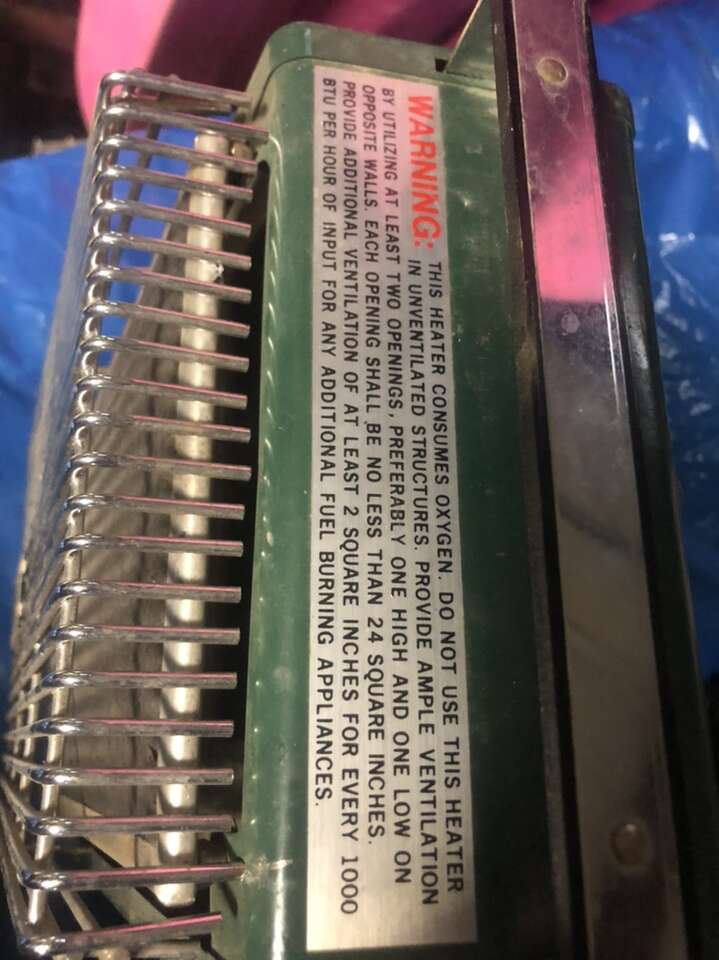 WARNING: THIS HEATER CONSUMES OXYGEN. DO NOT USE THIS HEATER
IN UNVENTILATED STRUCTURES. PROVIDE AMPLE VENTILATION
BY UTILIZING AT LEAST TWO OPENINGS, PREFERABLY ONE HIGH AND ONE LOW ON
OPPOSITE WALLS. EACH OPENING SHALL BE NO LESS THAN 24 SQUARE INCHES.
PROVIDE ADDITIONAL VENTILATION OF AT LEAST 2 SQUARE INCHES FOR EVERY 1000
BTU PER HOUR OF INPUT FOR ANY ADDITIONAL FUEL BURNING APPLIANCES.